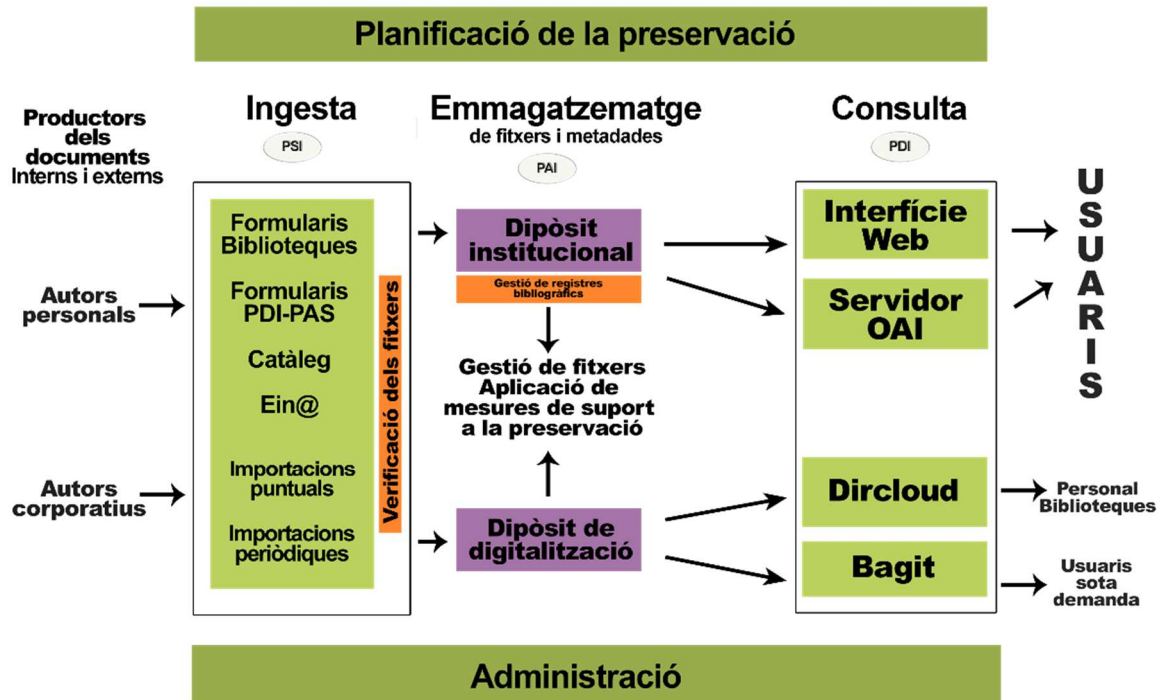 Planificació de la preservació
Productors
dels
documents
Interns i externs
Ingesta
PSI
Emmagatzematge
de fitxers i metadades
PAI
Consulta
PDI
Autors
personals
Autors
corporatius
Formularis
Biblioteques
Formularis
PDI-PAS
Catàleg
Ein@
Importacions
puntuals
Importacions
periòdiques
Verificació dels fitxers
Dipòsit
institucional
Gestió de registres
bibliogràfics
Gestió de fitxers
Aplicació de
mesures de suport
a la preservació
Dipòsit de
digitalització
Interfície
Web
Servidor
OAI
Dircloud
Bagit
USUARIS
Personal
Biblioteques
Usuaris
sota
demanda
Administració